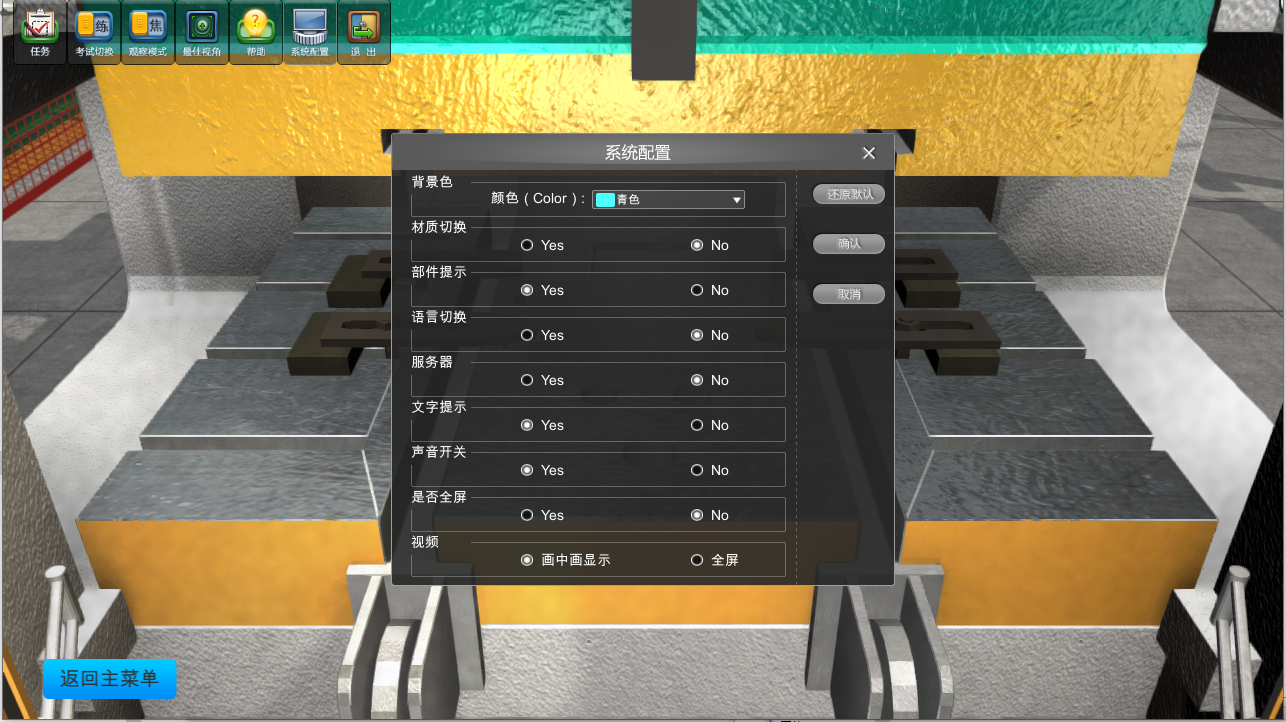 任务 考试切换 观察模式 最佳视角 帮助 系统配置 退 出
练 焦
系统配置
背景色
颜色 ( Color ) : 青色
还原默认
材质切换
Yes No
确认
部件提示
Yes No
取消
语言切换
Yes No
服务器
Yes No
文字提示
Yes No
声音开关
Yes No
是否全屏
Yes No
视频
画中画显示 全屏
返回主菜单